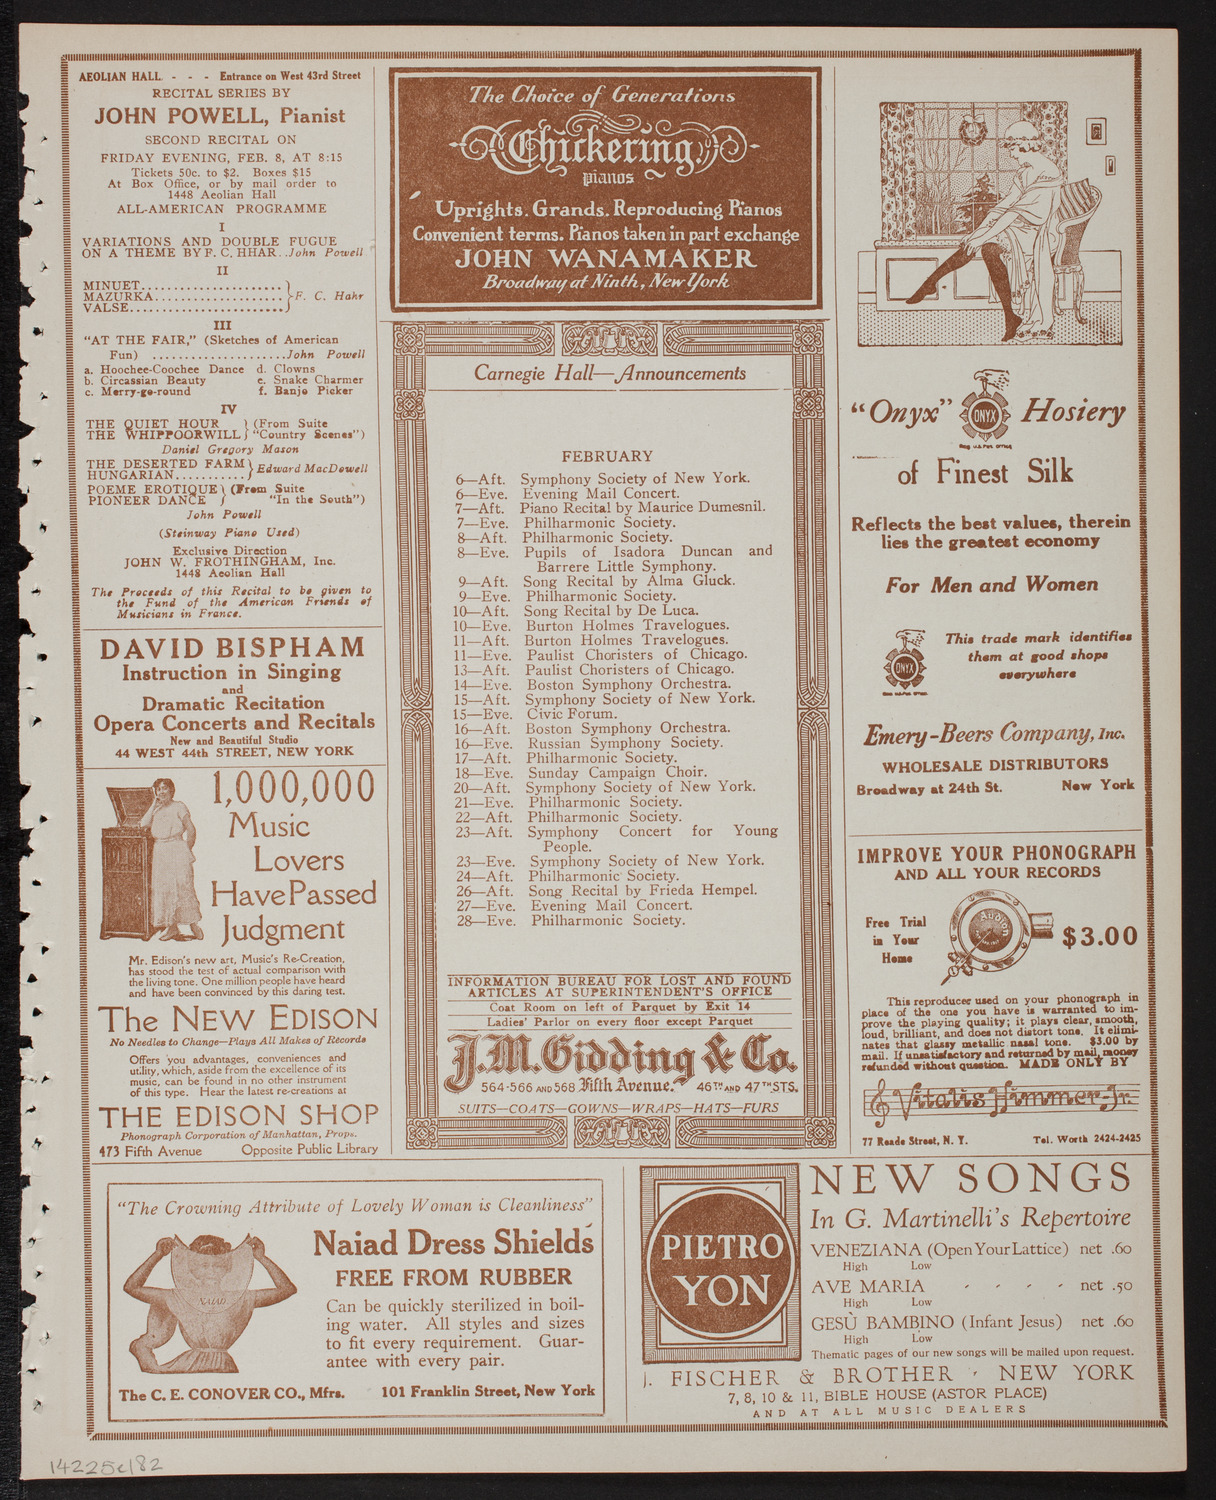 AEOLIAN HALL. - - - Entrance on West 43rd Street
RECITAL SERIES BY
JOHN POWELL, Pianist
SECOND RECITAL ON
FRIDAY EVENING, FEB. 8, AT 8:15
Tickets 50c. to $2. Boxes $15
At Box Office, or by mail order to
1448 Aeolian Hall
ALL-AMERICAN PROGRAMME
I
VARIATIONS AND DOUBLE FUGUE
ON A THEME BY F. C. HHAR..John Powell
II
MINUET.....................
MAZURKA.................... } F. C. Hahr
VALSE.......................
III
"AT THE FAIR," (Sketches of American
Fun) .....................John Powell
a. Hoochee-Coochee Dance d. Clowns
b. Circassian Beauty e. Snake Charmer
c. Merry-go-round f. Banjo Picker
IV
THE QUIET HOUR } (From Suite
THE WHIPPOORWILL } "Country Scenes")
Daniel Gregory Mason
THE DESERTED FARM } Edward MacDowell
HUNGARIAN........... }
POEME EROTIQUE } (From Suite
PIONEER DANCE } "In the South")
John Powell
(Steinway Piano Used)
Exclusive Direction
JOHN W. FROTHINGHAM, Inc.
1448 Aeolian Hall
The Proceeds of this Recital to be given to
the Fund of the American Friends of
Musicians in France.
DAVID BISPHAM
Instruction in Singing
and
Dramatic Recitation
Opera Concerts and Recitals
New and Beautiful Studio
44 WEST 44th STREET, NEW YORK
1,000,000
Music
Lovers
Have Passed
Judgment
Mr. Edison's new art, Music's Re-Creation,
has stood the test of actual comparison with
the living tone. One million people have heard
and have been convinced by this daring test.
The NEW EDISON
No Needles to Change—Plays All Makes of Records
Offers you advantages, conveniences and
utility, which, aside from the excellence of its
music, can be found in no other instrument
of this type. Hear the latest re-creations at
THE EDISON SHOP
Phonograph Corporation of Manhattan, Props.
473 Fifth Avenue Opposite Public Library
The Choice of Generations
Chickering
pianos
Uprights. Grands. Reproducing Pianos
Convenient terms. Pianos taken in part exchange
JOHN WANAMAKER
Broadway at Ninth, New York
Carnegie Hall—Announcements
FEBRUARY
6—Aft. Symphony Society of New York.
6—Eve. Evening Mail Concert.
7—Aft. Piano Recital by Maurice Dumesnil.
7—Eve. Philharmonic Society.
8—Aft. Philharmonic Society.
8—Eve. Pupils of Isadora Duncan and
Barrere Little Symphony.
9—Aft. Song Recital by Alma Gluck.
9—Eve. Philharmonic Society.
10—Aft. Song Recital by De Luca.
10—Eve. Burton Holmes Travelogues.
11—Aft. Burton Holmes Travelogues.
11—Eve. Paulist Choristers of Chicago.
13—Aft. Paulist Choristers of Chicago.
14—Eve. Boston Symphony Orchestra.
15—Aft. Symphony Society of New York.
15—Eve. Civic Forum.
16—Aft. Boston Symphony Orchestra.
16—Eve. Russian Symphony Society.
17—Aft. Philharmonic Society.
18—Eve. Sunday Campaign Choir.
20—Aft. Symphony Society of New York.
21—Eve. Philharmonic Society.
22—Aft. Philharmonic Society.
23—Aft. Symphony Concert for Young
People.
23—Eve. Symphony Society of New York.
24—Aft. Philharmonic Society.
26—Aft. Song Recital by Frieda Hempel.
27—Eve. Evening Mail Concert.
28—Eve. Philharmonic Society.
INFORMATION BUREAU FOR LOST AND FOUND
ARTICLES AT SUPERINTENDENT'S OFFICE
Coat Room on left of Parquet by Exit 14
Ladies' Parlor on every floor except Parquet
J.M. Gidding & Co.
564-566 AND 568 Fifth Avenue. 46TH AND 47TH STS.
SUITS—COATS—GOWNS—WRAPS—HATS—FURS
"Onyx" ONYX Hosiery
REG. U.S. PAT. OFFICE
of Finest Silk
Reflects the best values, therein
lies the greatest economy
For Men and Women
ONYX
This trade mark identifies
them at good shops
everywhere
Emery-Beers Company, Inc.
WHOLESALE DISTRIBUTORS
Broadway at 24th St. New York
IMPROVE YOUR PHONOGRAPH
AND ALL YOUR RECORDS
Free Trial
in Your
Home
Audion
$3.00
This reproducer used on your phonograph in
place of the one you have is warranted to im-
prove the playing quality; it plays clear, smooth,
loud, brilliant, and does not distort tone. It elimi-
nates that glassy metallic nasal tone. $3.00 by
mail. If unsatisfactory and returned by mail, money
refunded without question. MADE ONLY BY
Vitalis Himmer-Jr.
77 Reade Street, N. Y. Tel. Worth 2424-2425
"The Crowning Attribute of Lovely Woman is Cleanliness"
NAIAD
Naiad Dress Shields
FREE FROM RUBBER
Can be quickly sterilized in boil-
ing water. All styles and sizes
to fit every requirement. Guar-
antee with every pair.
The C. E. CONOVER CO., Mfrs. 101 Franklin Street, New York
PIETRO
YON
NEW SONGS
In G. Martinelli's Repertoire
VENEZIANA (Open Your Lattice) net .60
High Low
AVE MARIA - - - - - net .50
High Low
GESÙ BAMBINO (Infant Jesus) net .60
High Low
Thematic pages of our new songs will be mailed upon request.
J. FISCHER & BROTHER · NEW YORK
7, 8, 10 & 11, BIBLE HOUSE (ASTOR PLACE)
AND AT ALL MUSIC DEALERS
14225e182